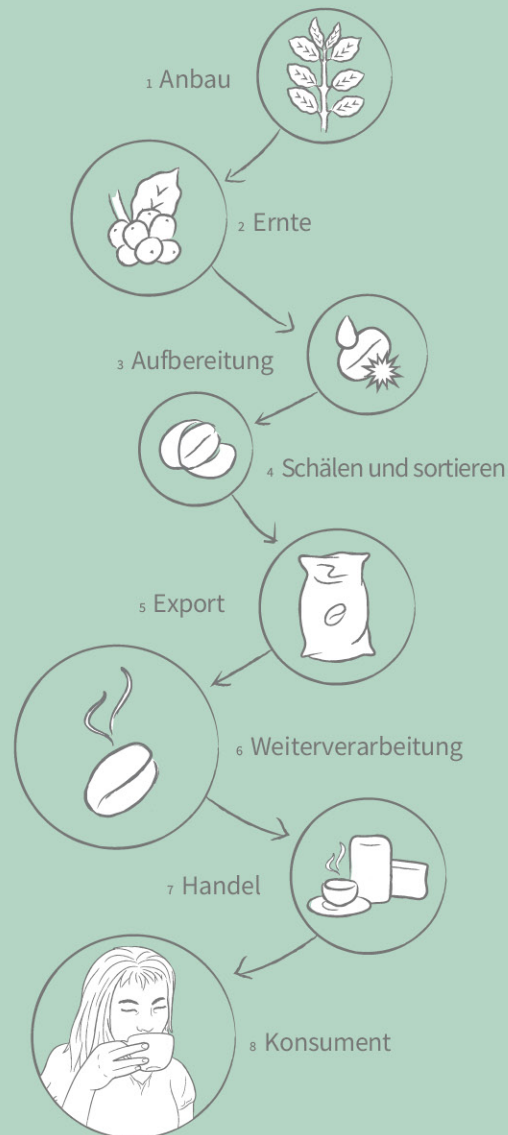 1 Anbau
2 Ernte
3 Aufbereitung
4 Schälen und sortieren
5 Export
6 Weiterverarbeitung
7 Handel
8 Konsument